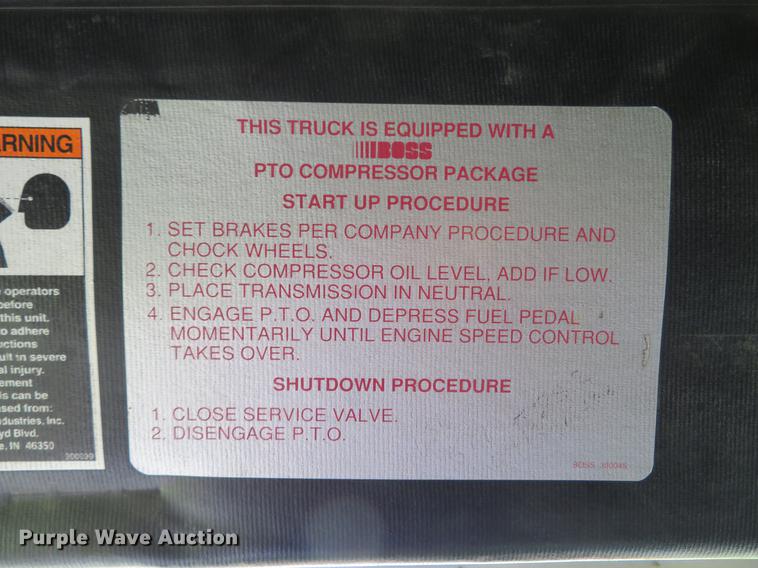 THIS TRUCK IS EQUIPPED WITH A
BOSS
PTO COMPRESSOR PACKAGE
START UP PROCEDURE
1. SET BRAKES PER COMPANY PROCEDURE AND
CHOCK WHEELS.
2. CHECK COMPRESSOR OIL LEVEL, ADD IF LOW.
3. PLACE TRANSMISSION IN NEUTRAL.
4. ENGAGE P.T.O. AND DEPRESS FUEL PEDAL
MOMENTARILY UNTIL ENGINE SPEED CONTROL
TAKES OVER.
SHUTDOWN PROCEDURE
1. CLOSE SERVICE VALVE.
2. DISENGAGE P.T.O.
RNING
operators
before
this unit.
to adhere
uctions
ult in severe
al injury.
ement
is can be
sed from:
dustries, Inc.
yd Blvd.
e, IN 46350
Purple Wave Auction